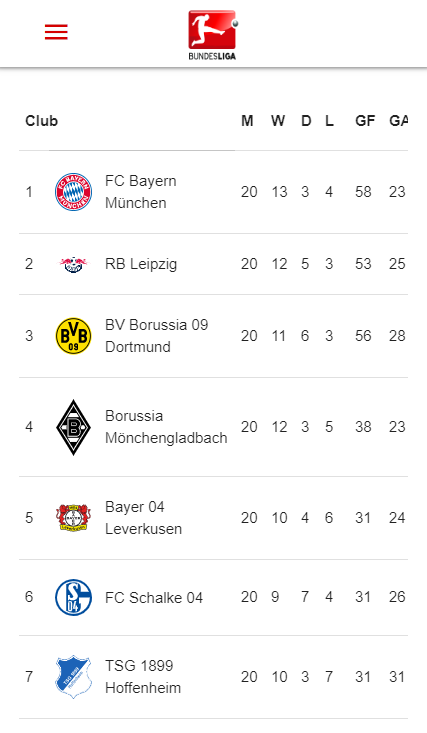 BUNDESLIGA
Club M W D L GF GA
1 FC Bayern München 20 13 3 4 58 23
2 RB Leipzig 20 12 5 3 53 25
3 BVB 09 BV Borussia 09 Dortmund 20 11 6 3 56 28
4 B Borussia Mönchengladbach 20 12 3 5 38 23
5 Bayer 04 Leverkusen 20 10 4 6 31 24
6 S 04 FC Schalke 04 20 9 7 4 31 26
7 TSG 1899 Hoffenheim 20 10 3 7 31 31